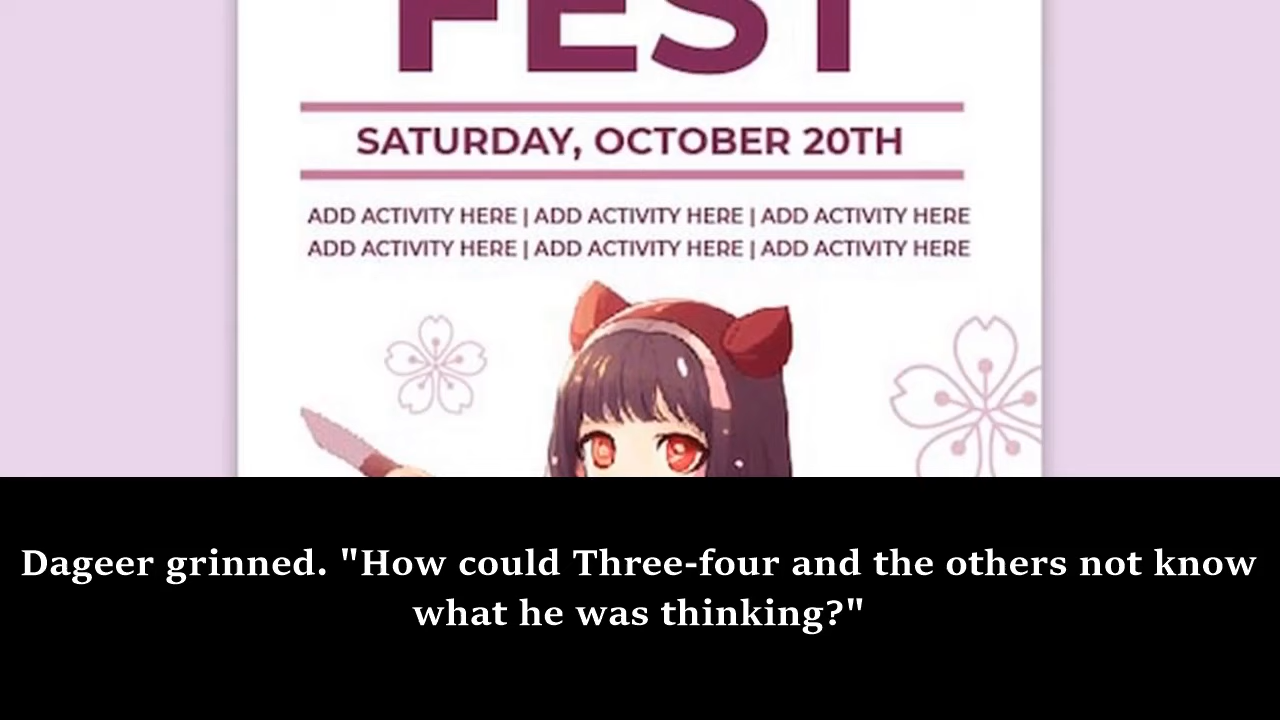 FEST
SATURDAY, OCTOBER 20TH
ADD ACTIVITY HERE | ADD ACTIVITY HERE | ADD ACTIVITY HERE
ADD ACTIVITY HERE | ADD ACTIVITY HERE | ADD ACTIVITY HERE
Dageer grinned. "How could Three-four and the others not know
what he was thinking?"